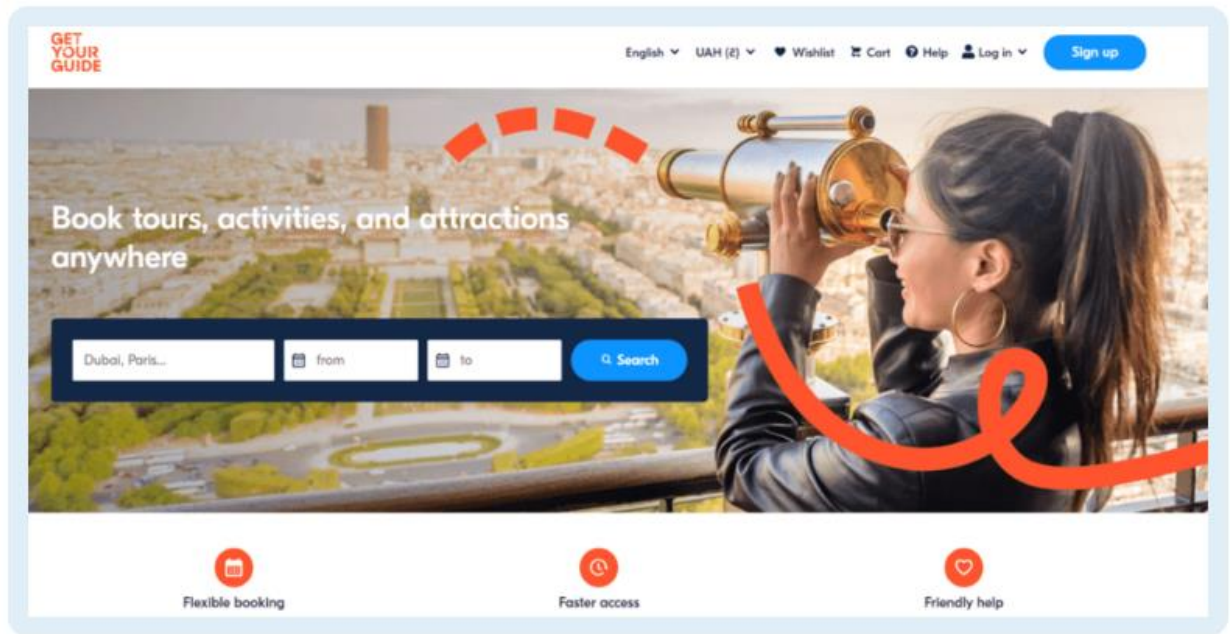 GET
YOUR
GUIDE
English UAH (₴) Wishlist Cart Help Log in Sign up
Book tours, activities, and attractions
anywhere
Dubai, Paris... from to Search
Flexible booking Faster access Friendly help